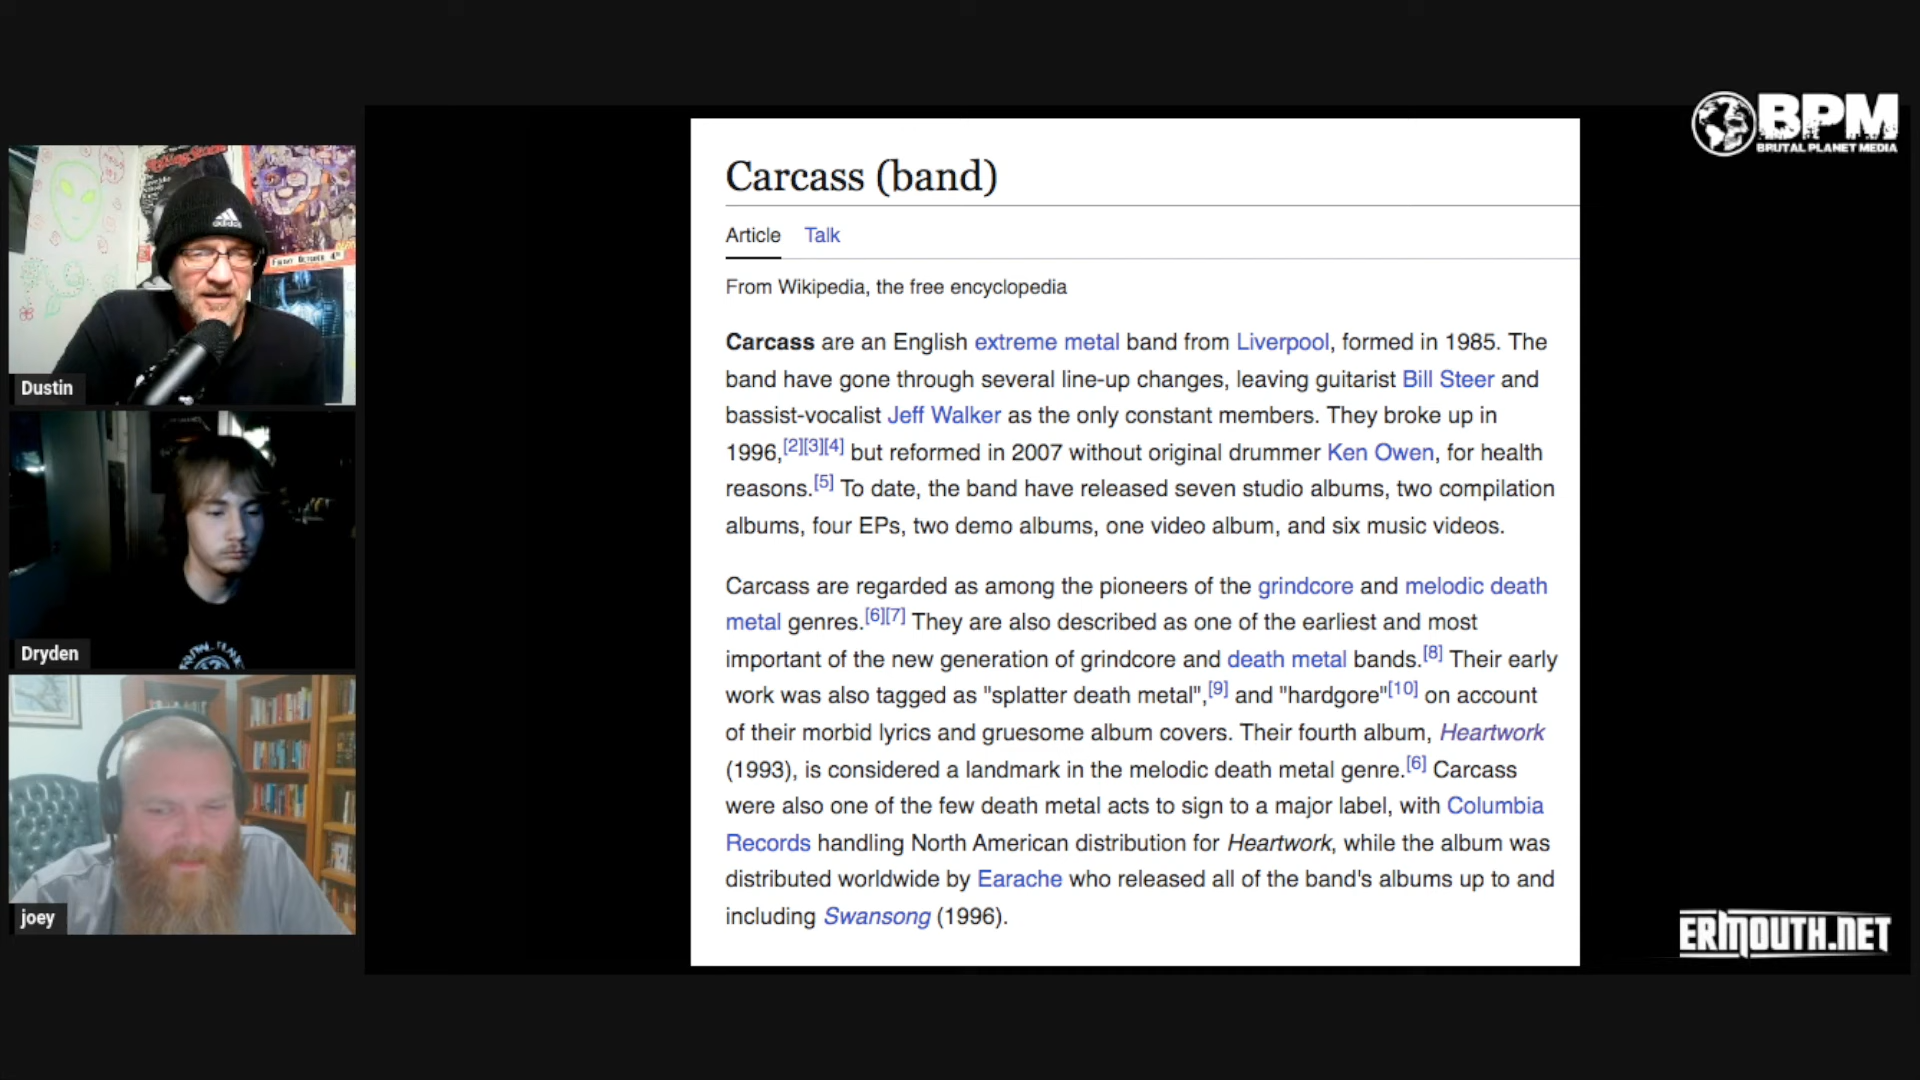 BPM
BRUTAL PLANET MEDIA
adidas
FRIDAY OCTOBER 4th
Dustin
Dryden
joey
Carcass (band)
Article Talk
From Wikipedia, the free encyclopedia
Carcass are an English extreme metal band from Liverpool, formed in 1985. The
band have gone through several line-up changes, leaving guitarist Bill Steer and
bassist-vocalist Jeff Walker as the only constant members. They broke up in
1996,[2][3][4] but reformed in 2007 without original drummer Ken Owen, for health
reasons.[5] To date, the band have released seven studio albums, two compilation
albums, four EPs, two demo albums, one video album, and six music videos.
Carcass are regarded as among the pioneers of the grindcore and melodic death
metal genres.[6][7] They are also described as one of the earliest and most
important of the new generation of grindcore and death metal bands.[8] Their early
work was also tagged as "splatter death metal",[9] and "hardgore"[10] on account
of their morbid lyrics and gruesome album covers. Their fourth album, Heartwork
(1993), is considered a landmark in the melodic death metal genre.[6] Carcass
were also one of the few death metal acts to sign to a major label, with Columbia
Records handling North American distribution for Heartwork, while the album was
distributed worldwide by Earache who released all of the band's albums up to and
including Swansong (1996).
ERMOUTH.NET